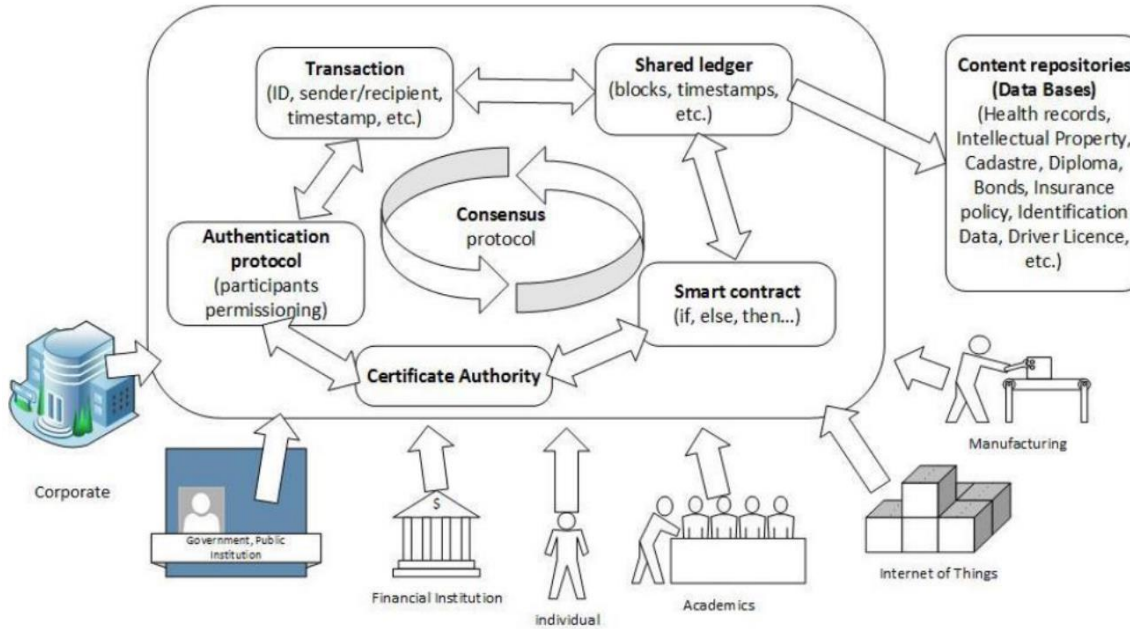 Transaction
(ID, sender/recipient,
timestamp, etc.)
Shared ledger
(blocks, timestamps,
etc.)
Content repositories
(Data Bases)
(Health records,
Intellectual Property,
Cadastre, Diploma,
Bonds, Insurance
policy, Identification
Data, Driver Licence,
etc.)
Consensus
protocol
Authentication
protocol
(participants
permissioning)
Smart contract
(if, else, then...)
Certificate Authority
Manufacturing
Corporate
Government, Public
Institution
$
Financial Institution
individual
Academics
Internet of Things